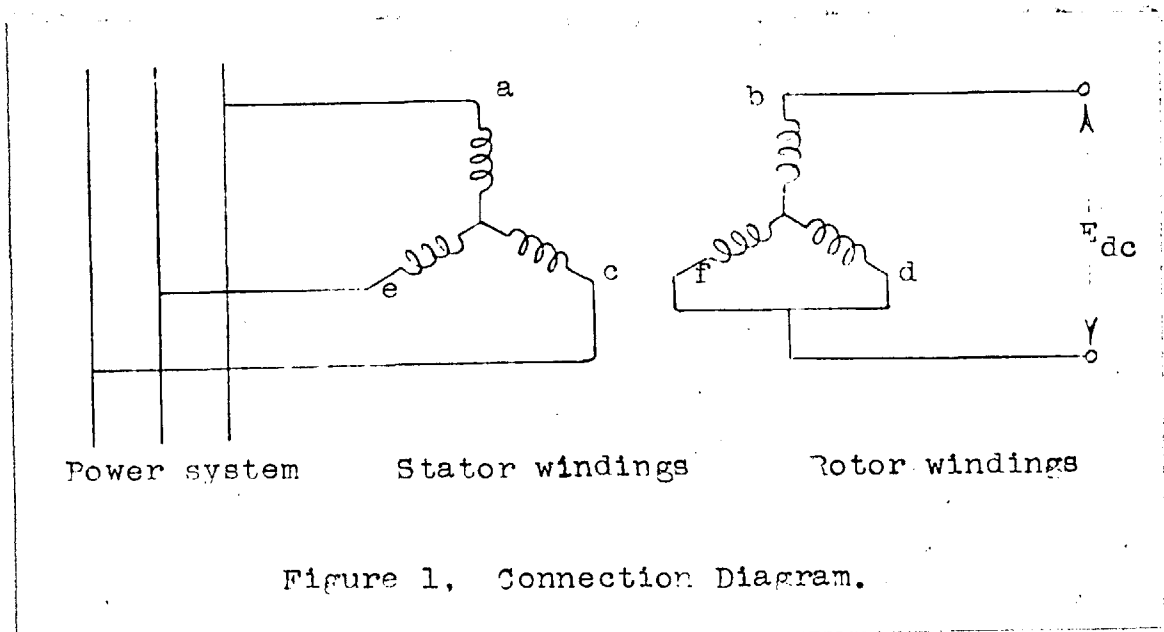 a
b
c
d
e
f
E dc
Power system Stator windings Rotor windings
Figure 1, Connection Diagram.